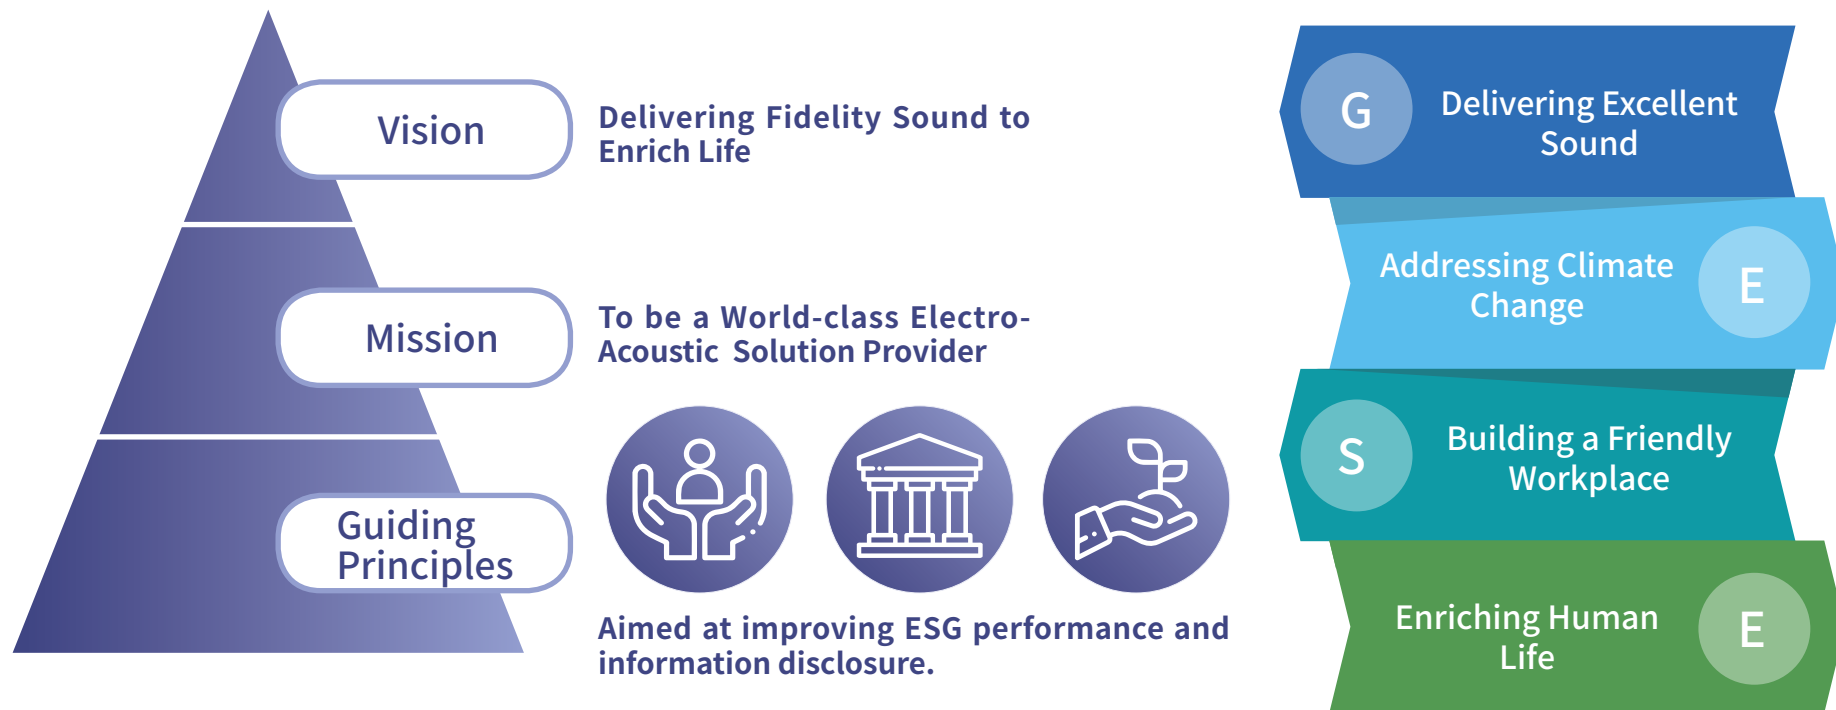 Vision
Delivering Fidelity Sound to
Enrich Life
Mission
To be a World-class Electro-
Acoustic Solution Provider
Guiding
Principles
Aimed at improving ESG performance and
information disclosure.
G
Delivering Excellent
Sound
Addressing Climate
Change
E
S
Building a Friendly
Workplace
Enriching Human
Life
E